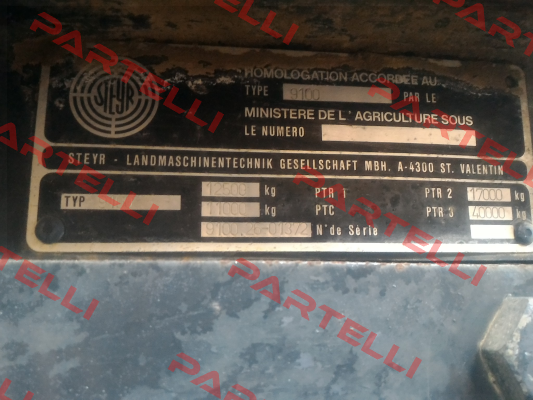 STEYR
HOMOLOGATION ACCORDÉE AU
TYPE 9100 PAR LE
MINISTERE DE L'AGRICULTURE SOUS
LE NUMERO
STEYR - LANDMASCHINENTECHNIK GESELLSCHAFT MBH. A-4300 ST. VALENTIN
12500 kg PTR 1 PTR 2 12000 kg
TYP 11000 kg PTC PTR 3 40000 kg
N° de Série
PARTELLI
PARTELLI
PARTELLI
PARTELLI
PARTELLI
PARTELLI